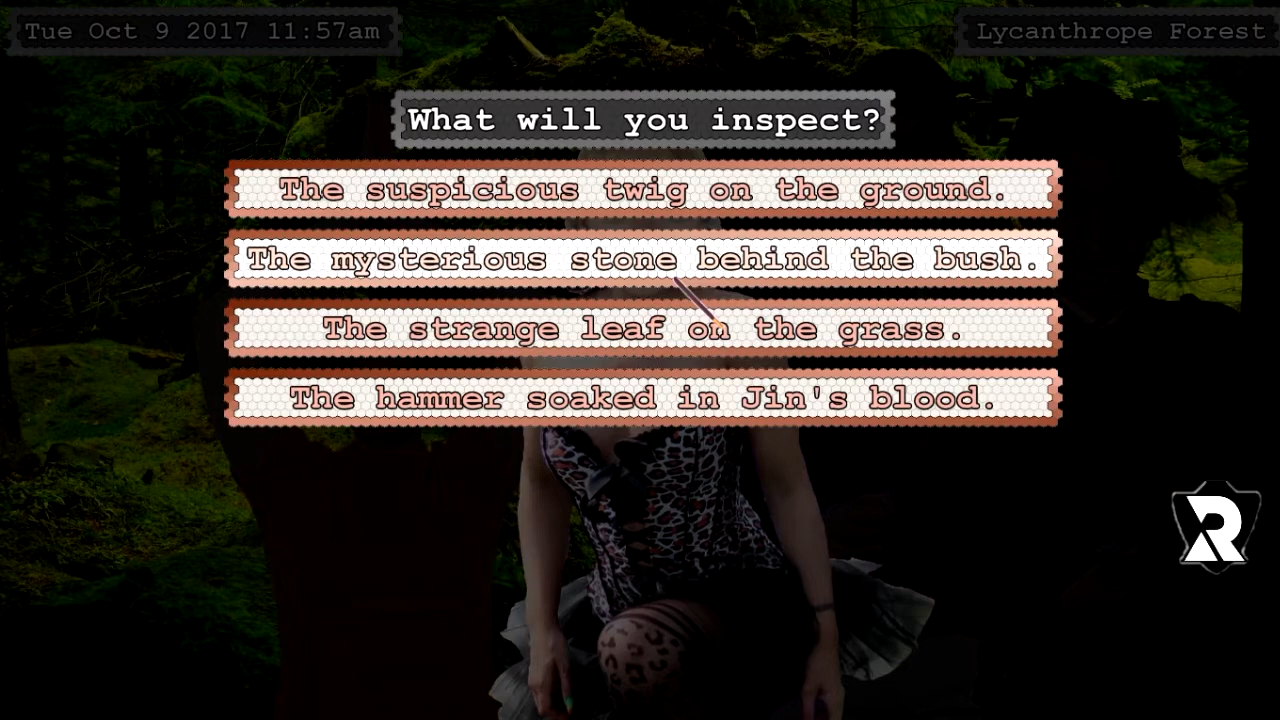 Tue Oct 9 2017 11:57am
Lycanthrope Forest
What will you inspect?
The suspicious twig on the ground.
The mysterious stone behind the bush.
The strange leaf on the grass.
The hammer soaked in Jin's blood.
R